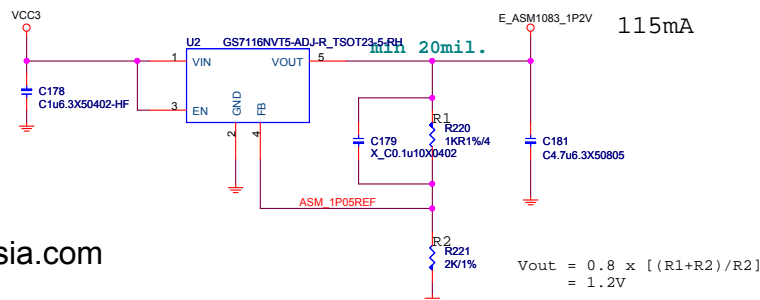 VCC3
E_ASM1083_1P2V
115mA
U2
GS7116NVT5-ADJ-R_TSOT23-5-RH
min 20mil.
1
VIN
VOUT
5
C178
C1u6.3X50402-HF
3
EN
GND
FB
2
4
R1
R220
1KR1%/4
C179
X_C0.1u10X0402
C181
C4.7u6.3X50805
ASM_1P05REF
R2
R221
2K/1%
sia.com
Vout = 0.8 x [(R1+R2)/R2]
= 1.2V